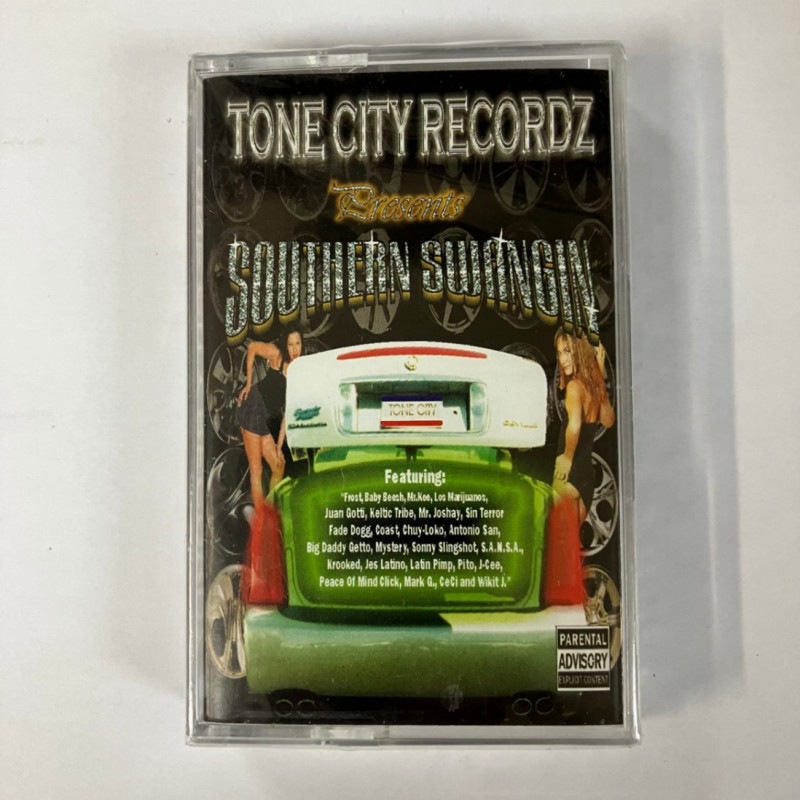 TONE CITY RECORDZ
Presents
SOUTHERN SWANGIN
TONE CITY
Featuring:
"Frost, Baby Beesh, Mr.Kee, Los Marijuanos,
Juan Gotti, Keltic Tribe, Mr. Joshay, Sin Terror
Fade Dogg, Coast, Chuy-Loko, Antonio San,
Big Daddy Getto, Mystery, Sonny Slingshot, S.A.N.S.A.,
Krooked, Jes Latino, Latin Pimp, Pito, J-Cee,
Peace Of Mind Click, Mark G., CeCi and Wikit J."
PARENTAL
ADVISORY
EXPLICIT CONTENT